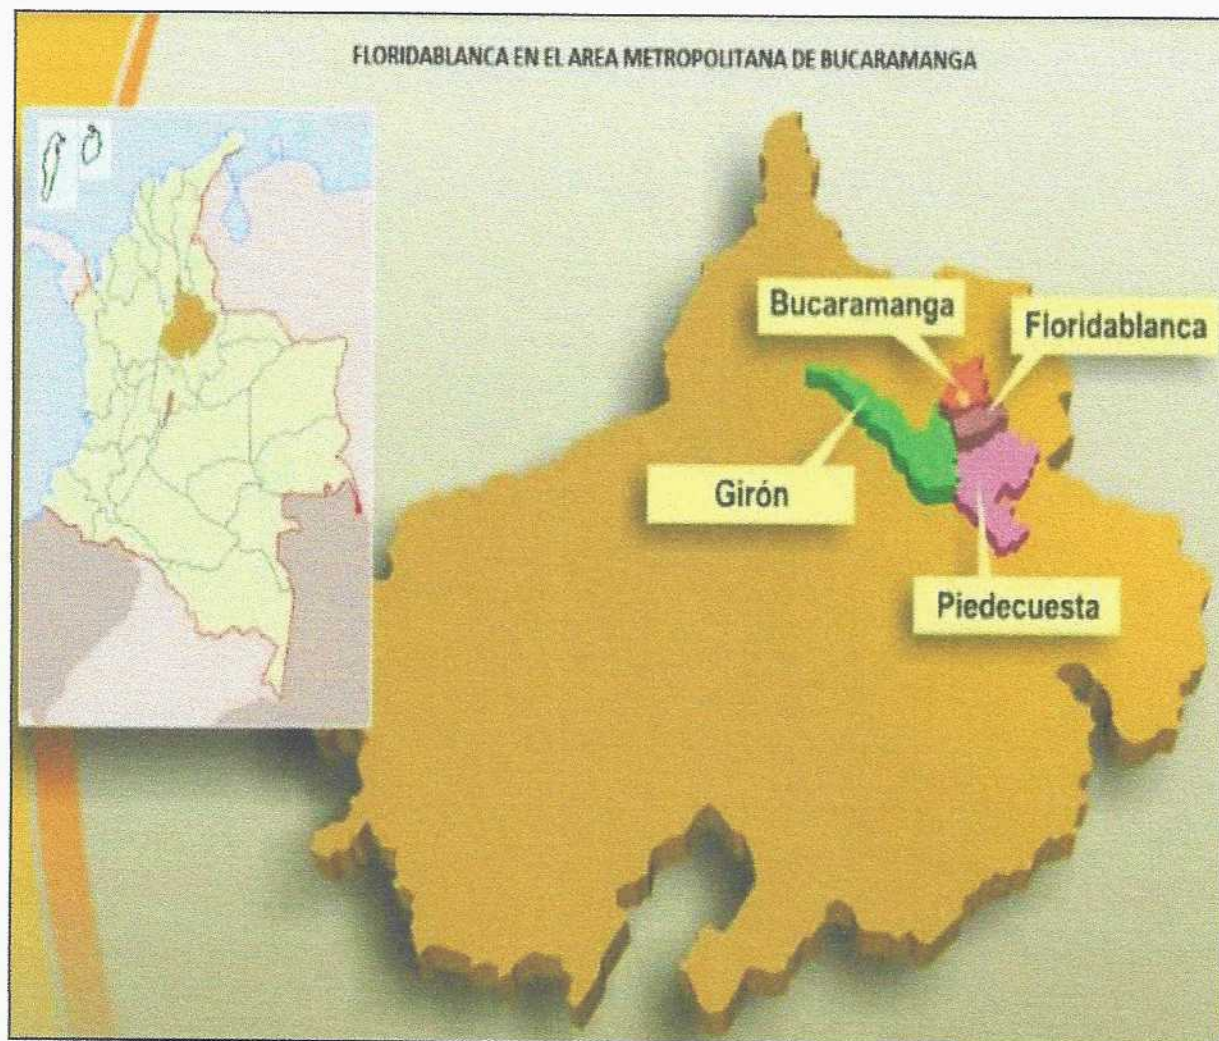 FLORIDABLANCA EN EL AREA METROPOLITANA DE BUCARAMANGA
Bucaramanga
Floridablanca
Girón
Piedecuesta